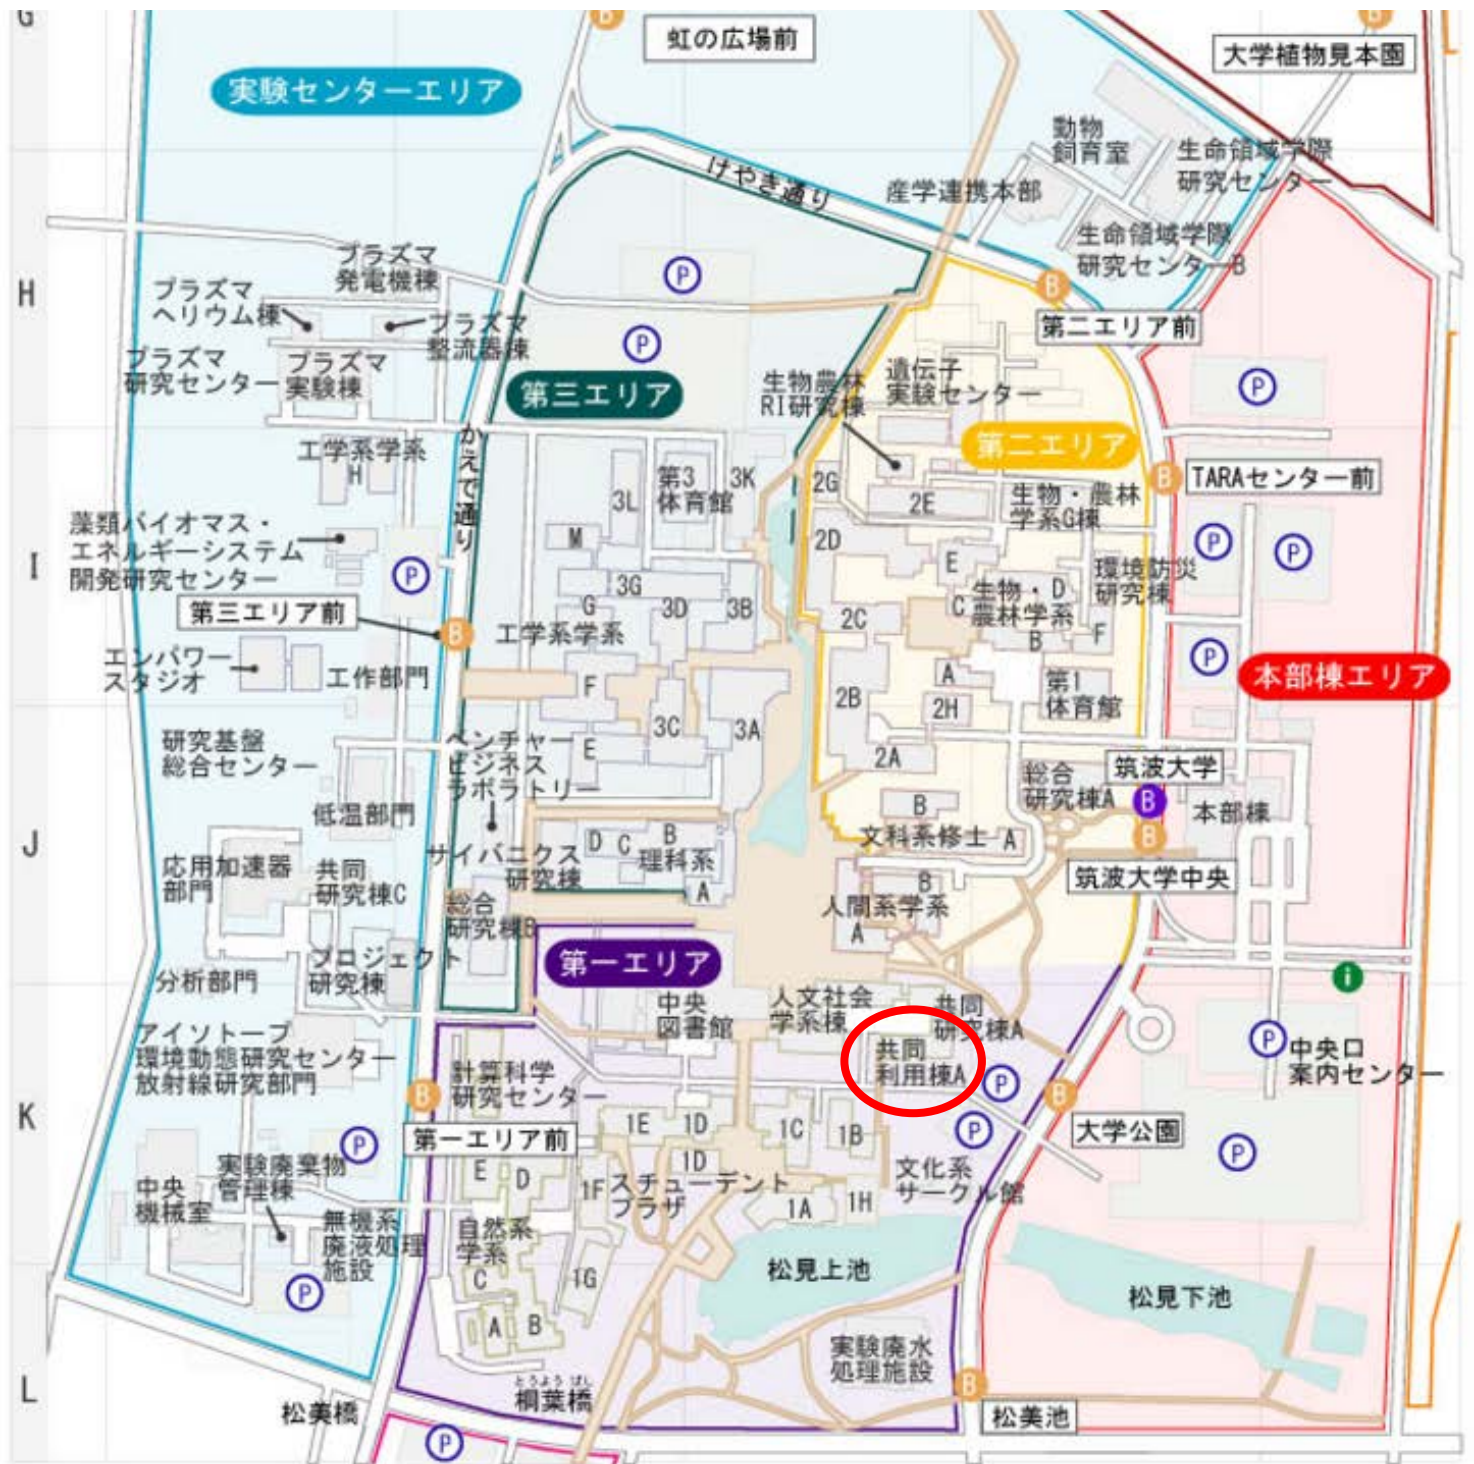 G
虹の広場前
B
B
大学植物見本園
実験センターエリア
動物
飼育室
生命領域学際
研究センター
けやき通り
産学連携本部
生命領域学際
研究センターB
H
プラズマ
発電機棟
プラズマ
ヘリウム棟
プラズマ
整流器棟
プラズマ
研究センター
プラズマ
実験棟
P
P
B
第二エリア前
第三エリア
生物農林
RI研究棟
遺伝子
実験センター
P
第二エリア
かえで通り
工学系学系
H
3L
第3
体育館
3K
2G
2E
生物・農林
学系G棟
B
TARAセンター前
I
藻類バイオマス・
エネルギーシステム
開発研究センター
P
M
2D
E
環境防災
研究棟
P
P
第三エリア前
B
3G
G
3D
3B
工学系学系
2C
C
生物・D
農林学系
B
F
P
本部棟エリア
エンパワー
スタジオ
工作部門
F
2B
A
第1
体育館
2H
研究基盤
総合センター
ベンチャー
ビジネス
ラボラトリー
E
3C
3A
2A
総合
研究棟A
筑波大学
B
B
本部棟
低温部門
J
B
文科系修士
A
D
C
B
理科系
A
サイバニクス
研究棟
応用加速器
部門
共同
研究棟C
総合
研究棟B
B
人間系学系
A
筑波大学中央
プロジェクト
研究棟
分析部門
第一エリア
i
中央
図書館
人文社会
学系棟
共同
研究棟A
共同
利用棟A
P
P
中央口
案内センター
アイソトープ
環境動態研究センター
放射線研究部門
計算科学
研究センター
B
B
K
第一エリア前
1E
1D
1C
1B
P
大学公園
P
P
実験廃棄物
管理棟
E
D
1D
1F
スチューデント
プラザ
1A
1H
文化系
サークル館
中央
機械室
無機系
廃液処理
施設
自然系
学系
C
1G
松見上池
P
A
B
松見下池
実験廃水
処理施設
L
とうよう ばし
桐葉橋
松美橋
B
松美池
P